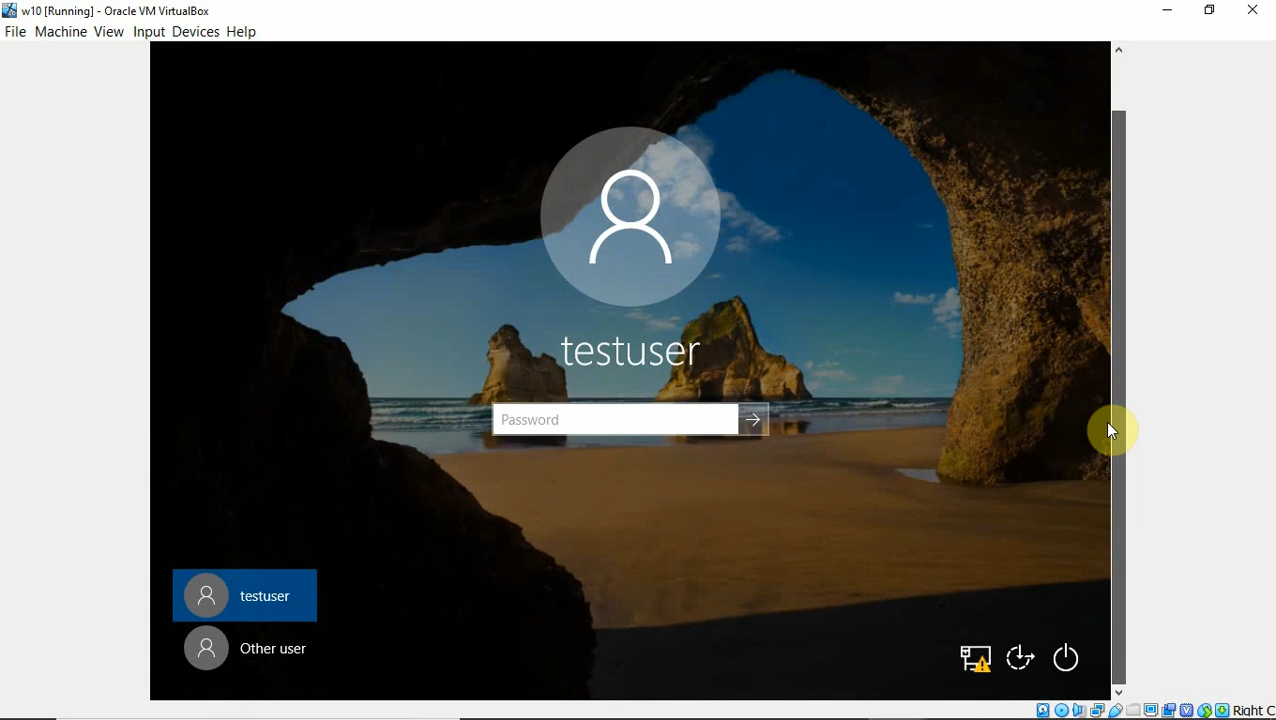 w10 [Running] - Oracle VM VirtualBox
File Machine View Input Devices Help
testuser
Password
testuser
Other user
Right C